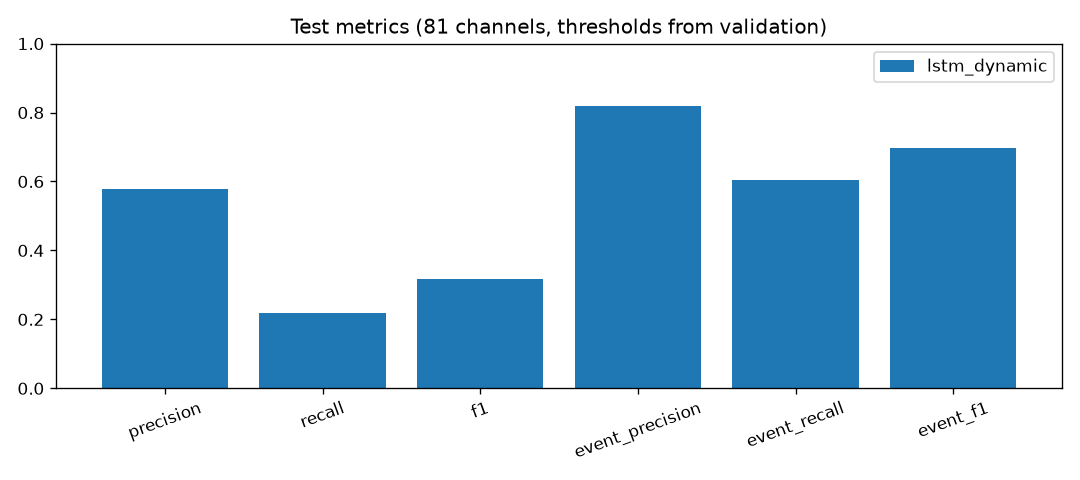 Test metrics (81 channels, thresholds from validation)
lstm_dynamic
1.0
0.8
0.6
0.4
0.2
0.0
precision
recall
f1
event_precision
event_recall
event_f1